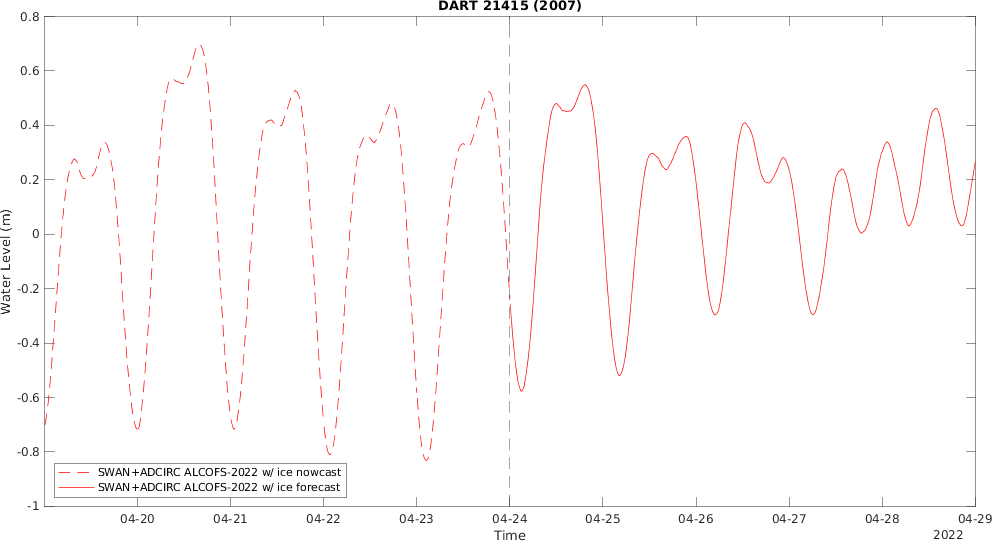 DART 21415 (2007)
0.8
0.6
0.4
0.2
0
-0.2
-0.4
-0.6
-0.8
-1
Water Level (m)
SWAN+ADCIRC ALCOFS-2022 w/ ice nowcast
SWAN+ADCIRC ALCOFS-2022 w/ ice forecast
04-20 04-21 04-22 04-23 04-24 04-25 04-26 04-27 04-28 04-29
Time
2022